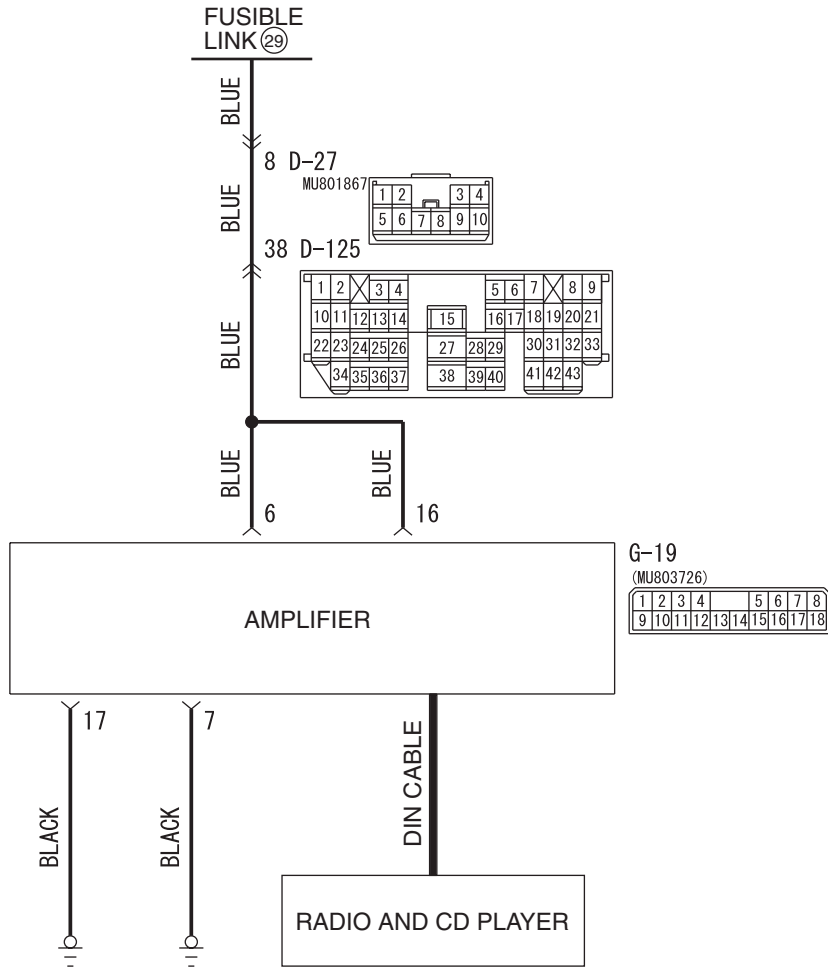 FUSIBLE
LINK 29
BLUE
8 D-27
MU801867
1 2 3 4
5 6 7 8 9 10
BLUE
38 D-125
1 2 3 4 5 6 7 8 9
10 11 12 13 14 15 16 17 18 19 20 21
22 23 24 25 26 27 28 29 30 31 32 33
34 35 36 37 38 39 40 41 42 43
BLUE
BLUE
BLUE
6
16
G-19
(MU803726)
1 2 3 4 5 6 7 8
9 10 11 12 13 14 15 16 17 18
AMPLIFIER
17
7
BLACK
BLACK
DIN CABLE
RADIO AND CD PLAYER